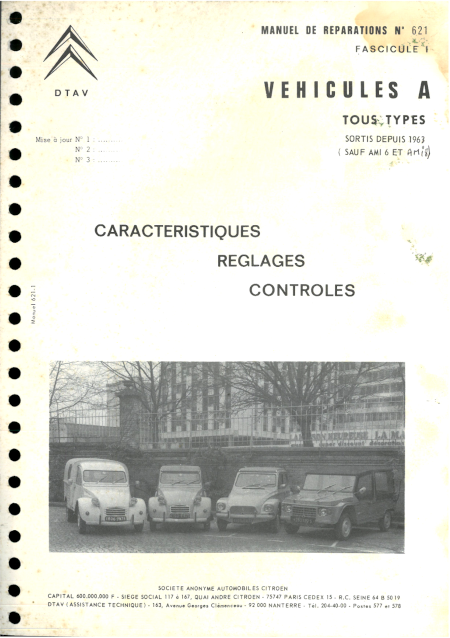 MANUEL DE REPARATIONS N° 621
FASCICULE 1
DTAV
VEHICULES A
TOUS TYPES
SORTIS DEPUIS 1963
( SAUF AMI 6 ET AMI 8)
Mise à jour N° 1 : .........
N° 2 : .........
N° 3 : .........
CARACTERISTIQUES
REGLAGES
CONTROLES
Manuel 621-1
SOCIETE ANONYME AUTOMOBILES CITROEN
CAPITAL 600.000.000 F - SIEGE SOCIAL 117 à 167, QUAI ANDRE CITROEN - 75747 PARIS CEDEX 15 - R.C. SEINE 64 B 5019
DTAV (ASSISTANCE TECHNIQUE) - 163, Avenue Georges Clémenceau - 92 000 NANTERRE - Tél. 204-40-00 - Postes 577 et 578